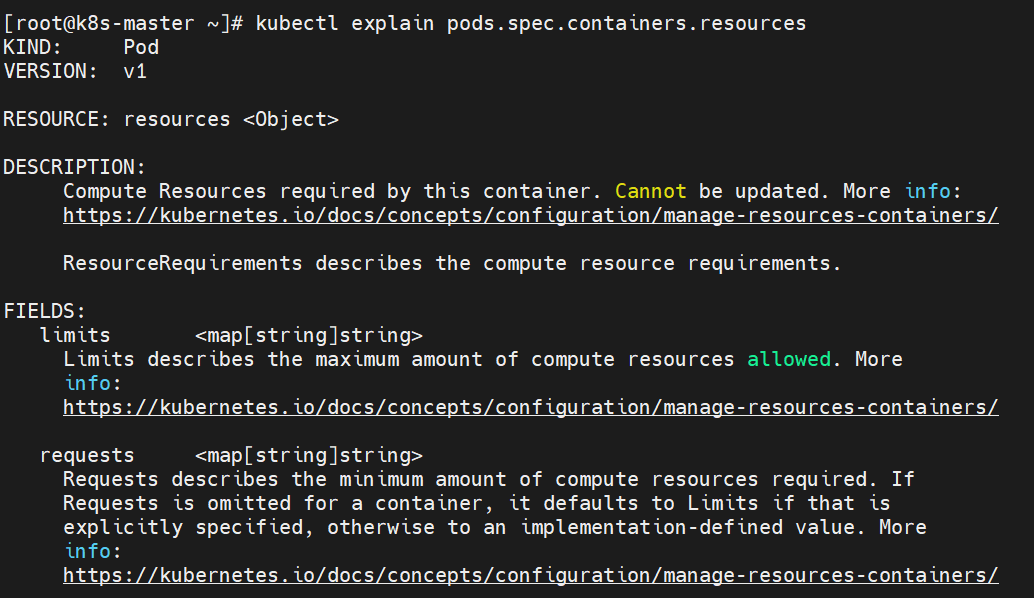 [root@k8s-master ~]# kubectl explain pods.spec.containers.resources
KIND:     Pod
VERSION:  v1
RESOURCE: resources <Object>
DESCRIPTION:
     Compute Resources required by this container. Cannot be updated. More info:
     https://kubernetes.io/docs/concepts/configuration/manage-resources-containers/
     ResourceRequirements describes the compute resource requirements.
FIELDS:
   limits       <map[string]string>
     Limits describes the maximum amount of compute resources allowed. More
     info:
     https://kubernetes.io/docs/concepts/configuration/manage-resources-containers/
   requests     <map[string]string>
     Requests describes the minimum amount of compute resources required. If
     Requests is omitted for a container, it defaults to Limits if that is
     explicitly specified, otherwise to an implementation-defined value. More
     info:
     https://kubernetes.io/docs/concepts/configuration/manage-resources-containers/